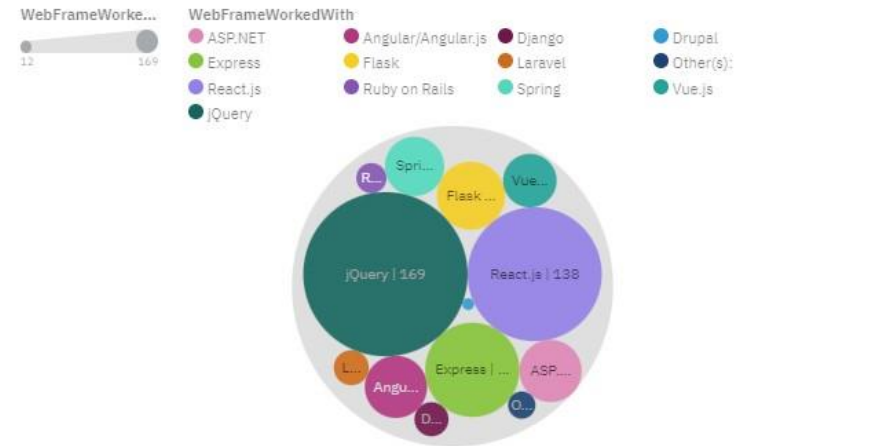 WebFrameWorke... WebFrameWorkedWith
ASP.NET Angular/Angular.js Django Drupal
12 169
Express Flask Laravel Other(s):
React.js Ruby on Rails Spring Vue.js
jQuery
Spri...
R... Vue...
Flask ...
jQuery | 169 React.js | 138
L... Express | ... ASP....
Angu...
O...
D...